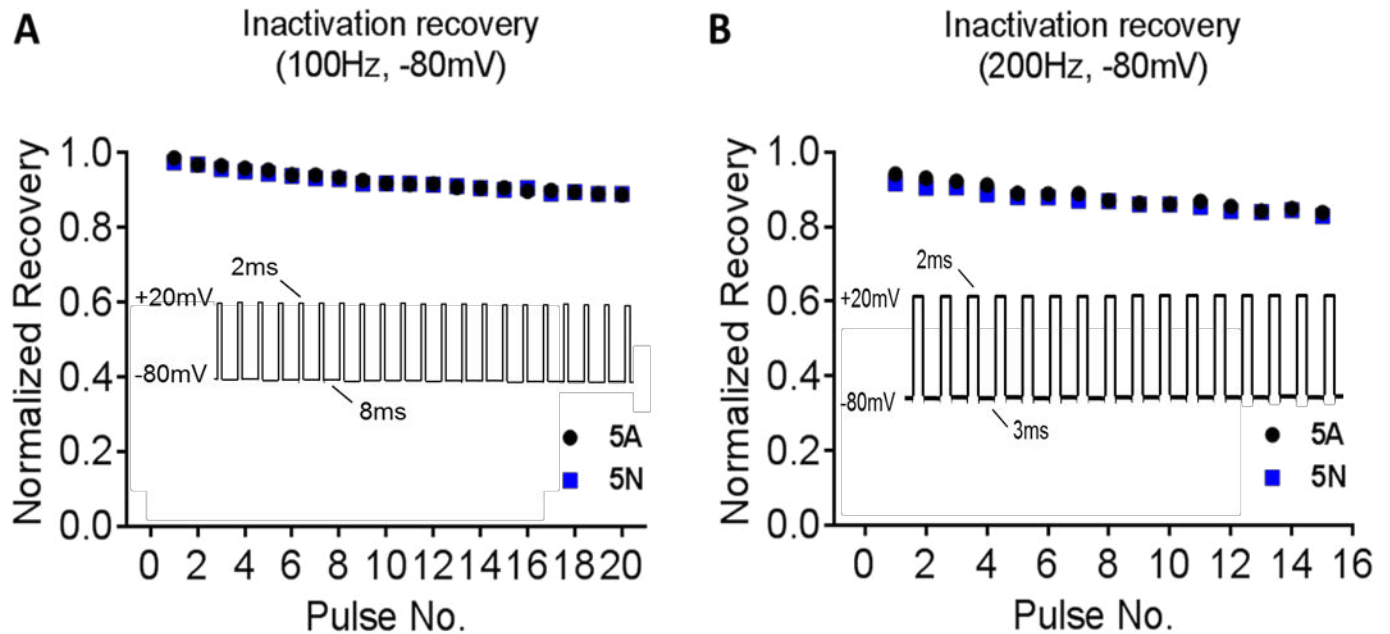 A
Inactivation recovery
(100Hz, -80mV)
Normalized Recovery
1.0
0.8
0.6
0.4
0.2
0.0
2ms
+20mV
-80mV
8ms
5A
5N
0 2 4 6 8 10 12 14 16 18 20
Pulse No.
B
Inactivation recovery
(200Hz, -80mV)
Normalized Recovery
1.0
0.8
0.6
0.4
0.2
0.0
2ms
+20mV
-80mV
3ms
5A
5N
0 2 4 6 8 10 12 14 16
Pulse No.